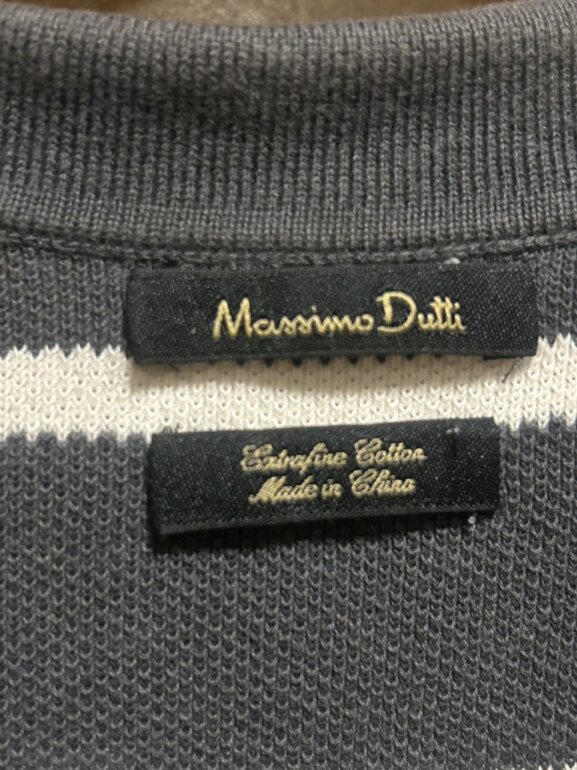 Massimo Dutti
Extrafine Cotton
Made in China